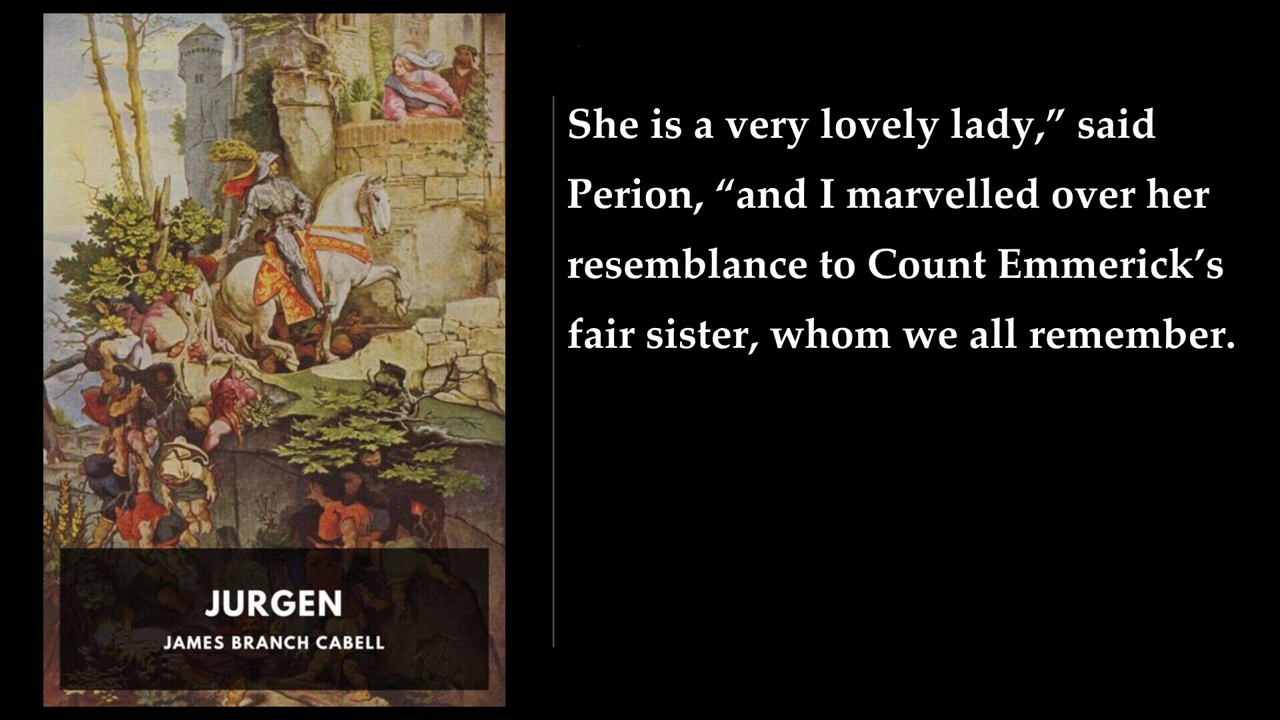 She is a very lovely lady,” said
Perion, “and I marvelled over her
resemblance to Count Emmerick’s
fair sister, whom we all remember.
JURGEN
JAMES BRANCH CABELL